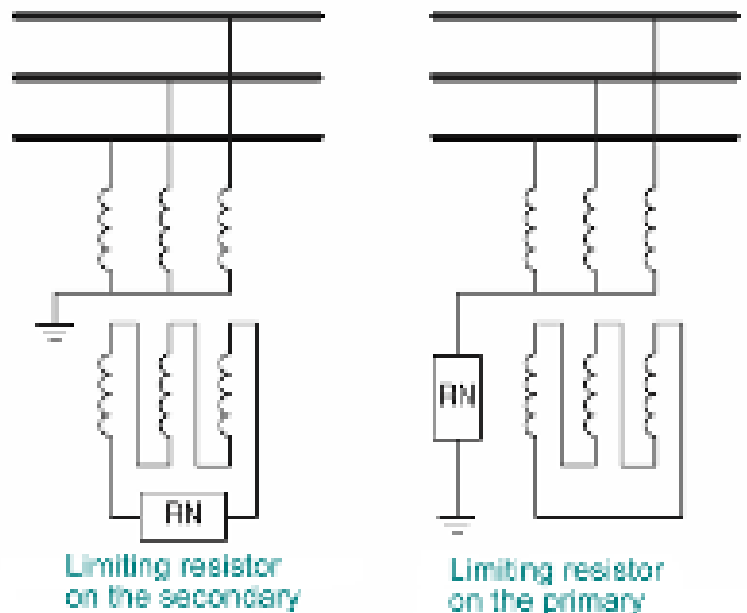 RN
RN
Limiting resistor
on the secondary
Limiting resistor
on the primary